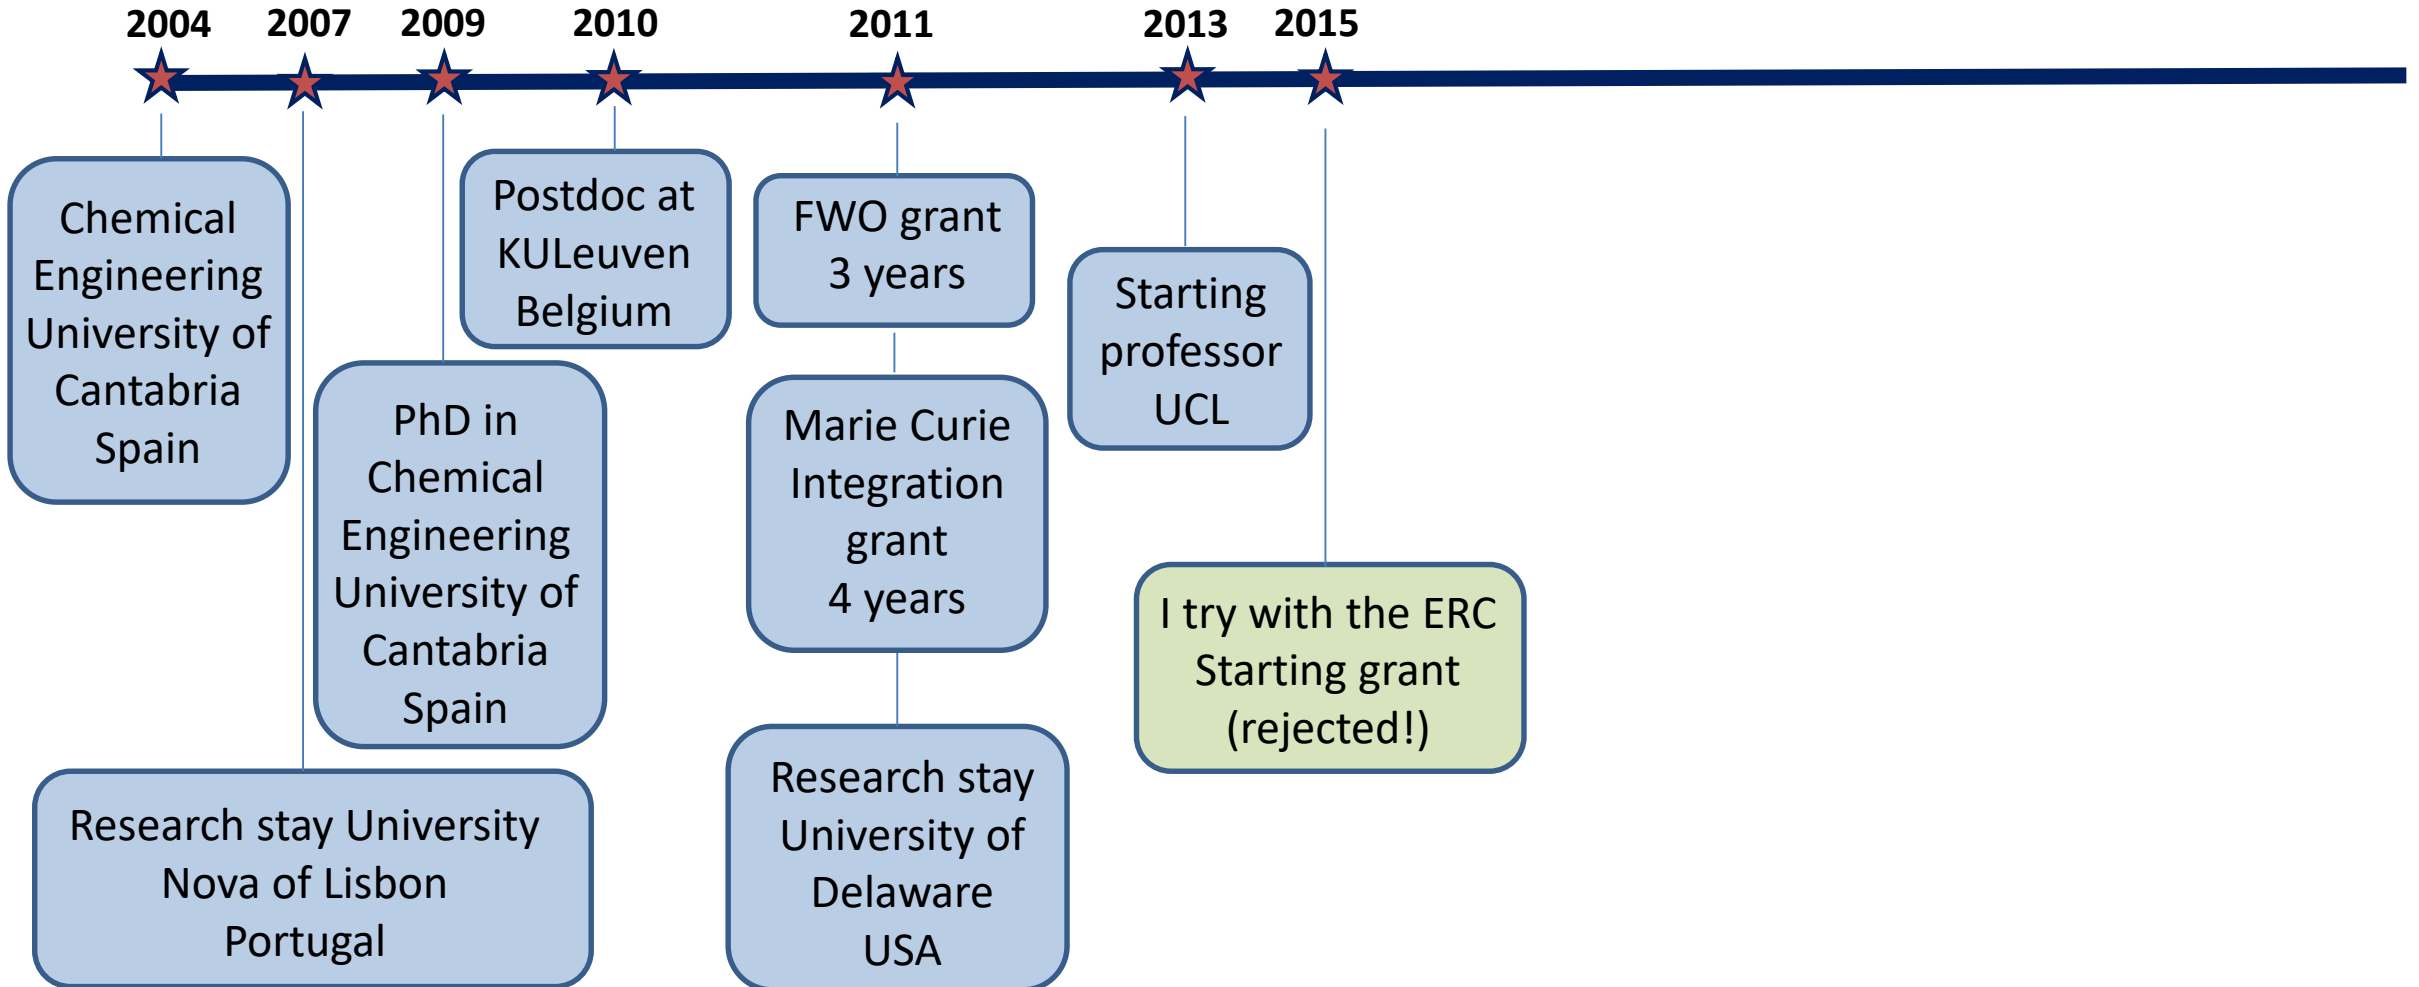 2004 2007 2009 2010 2011 2013 2015
Chemical
Engineering
University of
Cantabria
Spain
Research stay University
Nova of Lisbon
Portugal
PhD in
Chemical
Engineering
University of
Cantabria
Spain
Postdoc at
KULeuven
Belgium
FWO grant
3 years
Marie Curie
Integration
grant
4 years
Research stay
University of
Delaware
USA
Starting
professor
UCL
I try with the ERC
Starting grant
(rejected!)